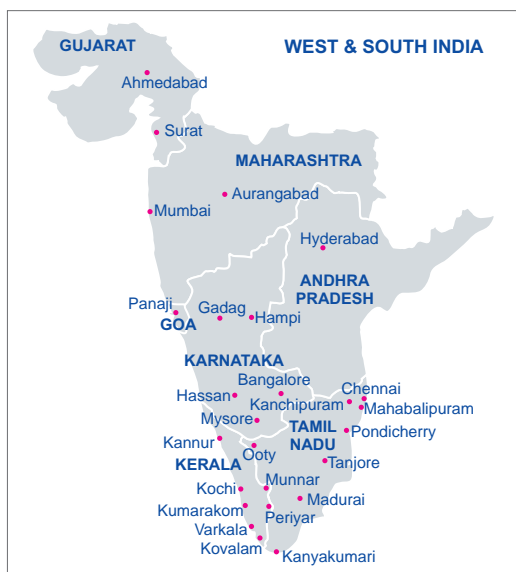 GUJARAT
WEST & SOUTH INDIA
Ahmedabad
Surat
MAHARASHTRA
Aurangabad
Mumbai
Hyderabad
ANDHRA
PRADESH
Panaji
GOA
Gadag
Hampi
KARNATAKA
Bangalore
Hassan
Kanchipuram
Chennai
Mahabalipuram
Mysore
TAMIL
NADU
Pondicherry
Kannur
Ooty
KERALA
Tanjore
Kochi
Munnar
Madurai
Kumarakom
Periyar
Varkala
Kovalam
Kanyakumari